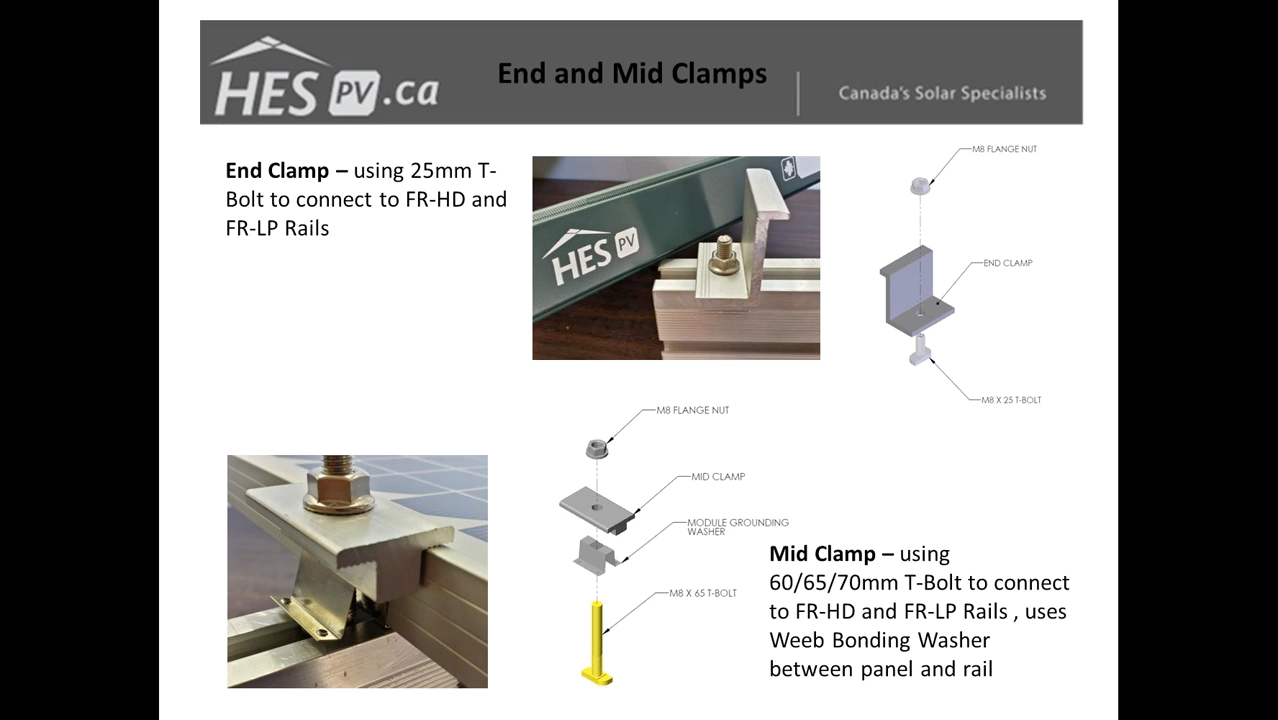 HES PV .ca
End and Mid Clamps
Canada's Solar Specialists
End Clamp – using 25mm T-
Bolt to connect to FR-HD and
FR-LP Rails
HES PV
M8 FLANGE NUT
END CLAMP
M8 X 25 T-BOLT
M8 FLANGE NUT
MID CLAMP
MODULE GROUNDING
WASHER
M8 X 65 T-BOLT
Mid Clamp – using
60/65/70mm T-Bolt to connect
to FR-HD and FR-LP Rails , uses
Weeb Bonding Washer
between panel and rail